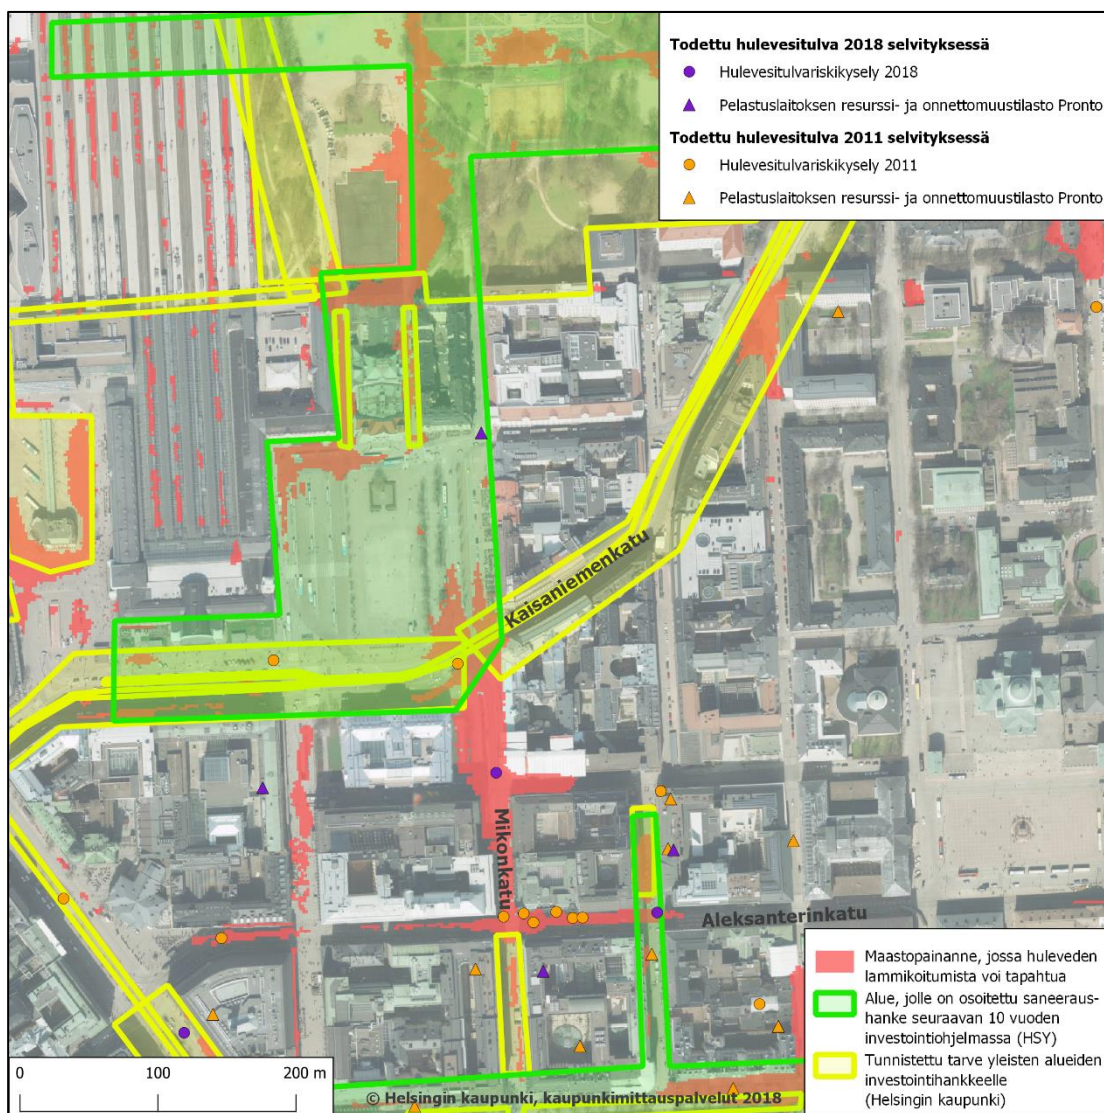 Todettu hulevesitulva 2018 selvityksessä
Hulevesitulvariskikysely 2018
Pelastuslaitoksen resurssi- ja onnettomuustilasto Pronto
Todettu hulevesitulva 2011 selvityksessä
Hulevesitulvariskikysely 2011
Pelastuslaitoksen resurssi- ja onnettomuustilasto Pronto
Kaisaniemenkatu
Mikonkatu
Aleksanterinkatu
Maastopainanne, jossa huleveden
lammikoitumista voi tapahtua
Alue, jolle on osoitettu saneeraus-
hanke seuraavan 10 vuoden
investointiohjelmassa (HSY)
Tunnistettu tarve yleisten alueiden
investointihankkeelle
(Helsingin kaupunki)
0 100 200 m
© Helsingin kaupunki, kaupunkimittauspalvelut 2018